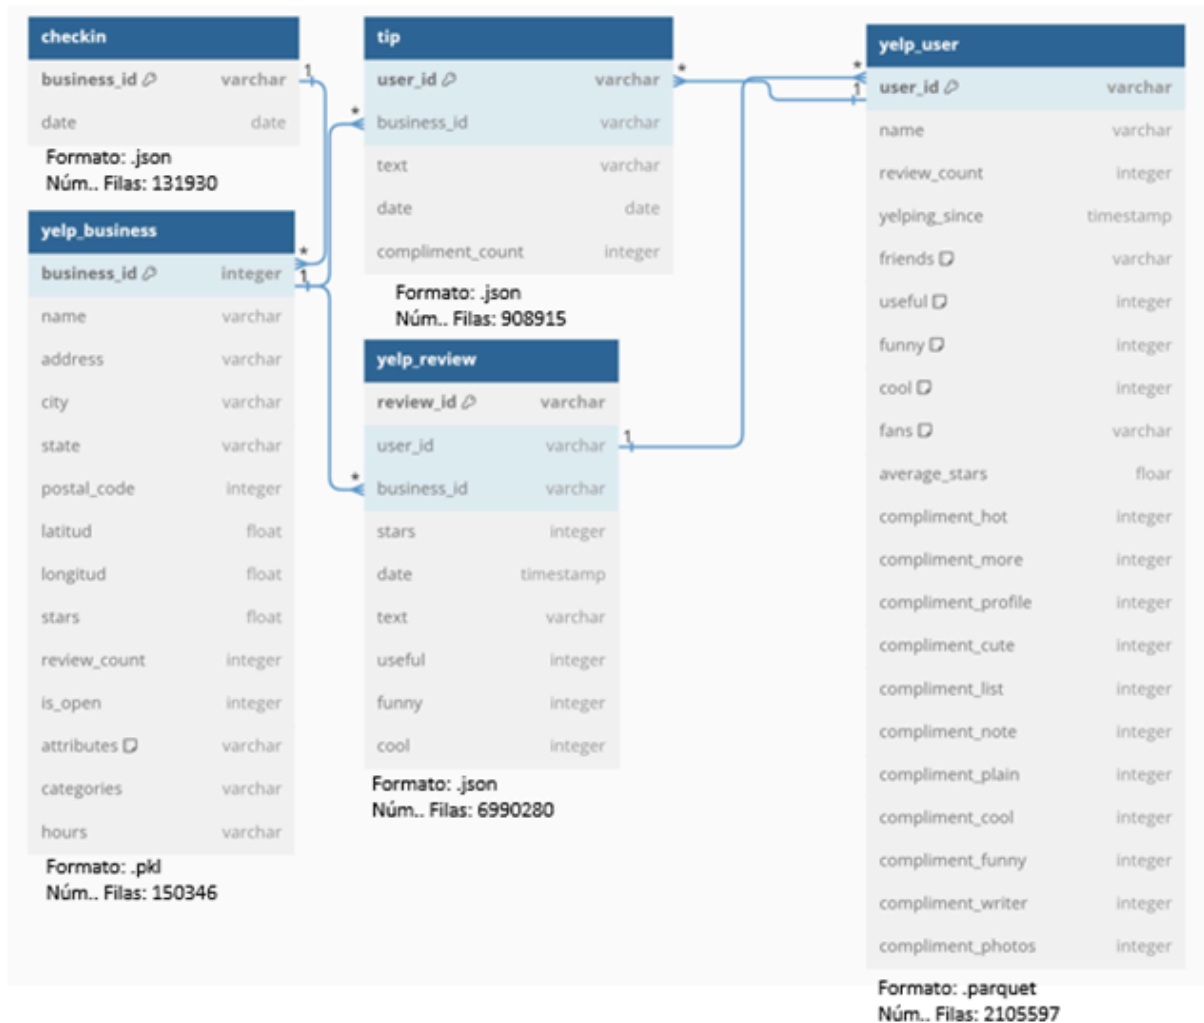 checkin
business_id varchar
date date
Formato: .json
Núm.. Filas: 131930
yelp_business
business_id integer
name varchar
address varchar
city varchar
state varchar
postal_code integer
latitud float
longitud float
stars float
review_count integer
is_open integer
attributes varchar
categories varchar
hours varchar
Formato: .pkl
Núm.. Filas: 150346
tip
user_id varchar
business_id varchar
text varchar
date date
compliment_count integer
Formato: .json
Núm.. Filas: 908915
yelp_review
review_id varchar
user_id varchar
business_id varchar
stars integer
date timestamp
text varchar
useful integer
funny integer
cool integer
Formato: .json
Núm.. Filas: 6990280
yelp_user
user_id varchar
name varchar
review_count integer
yelping_since timestamp
friends varchar
useful integer
funny integer
cool integer
fans varchar
average_stars floar
compliment_hot integer
compliment_more integer
compliment_profile integer
compliment_cute integer
compliment_list integer
compliment_note integer
compliment_plain integer
compliment_cool integer
compliment_funny integer
compliment_writer integer
compliment_photos integer
Formato: .parquet
Núm.. Filas: 2105597
1
*
1
*
*
*
1
*
1